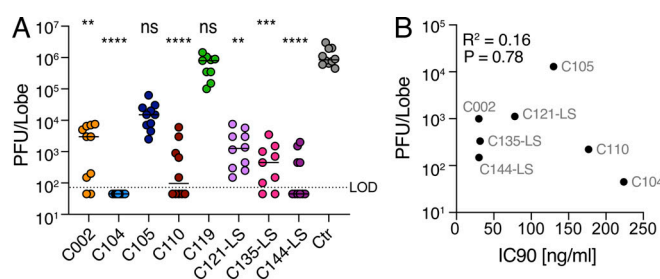 A
** **** ns **** ns ** *** ****
PFU/Lobe
10⁷
10⁶
10⁵
10⁴
10³
10²
10¹
LOD
C002 C104 C105 C110 C119 C121-LS C135-LS C144-LS Ctr
B
R² = 0.16
P = 0.78
PFU/Lobe
10⁵
10⁴
10³
10²
10¹
C105
C002
C121-LS
C135-LS
C144-LS
C110
C104
0 50 100 150 200 250
IC90 [ng/ml]